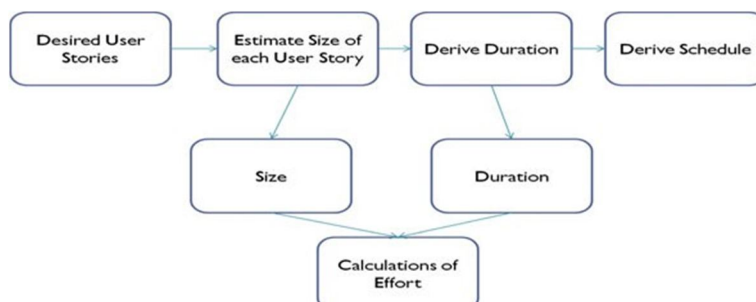 Desired User
Stories
Estimate Size of
each User Story
Derive Duration
Derive Schedule
Size
Duration
Calculations of
Effort